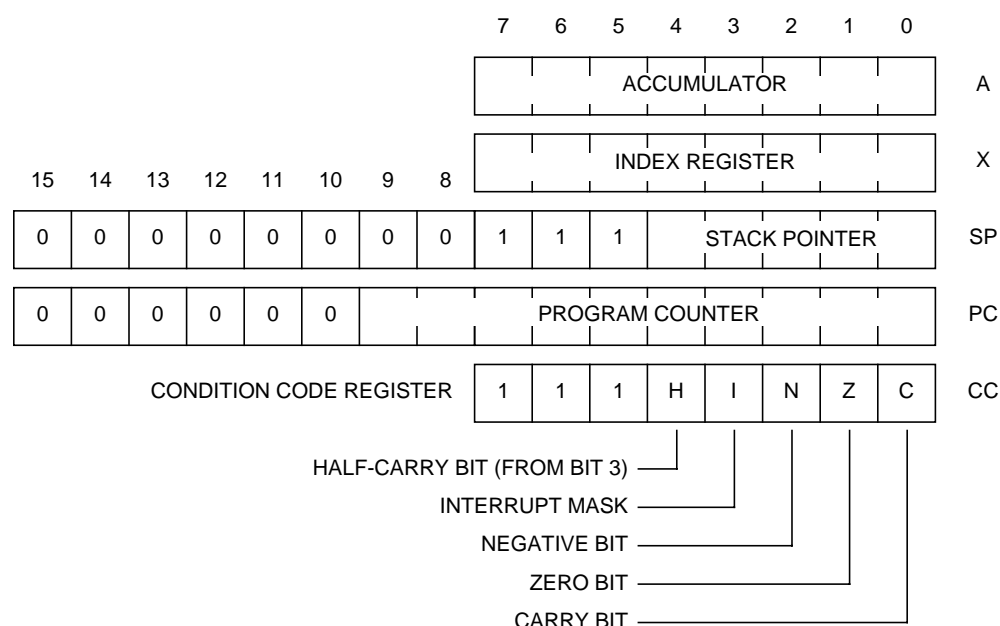 7 6 5 4 3 2 1 0
ACCUMULATOR A
INDEX REGISTER X
15 14 13 12 11 10 9 8
0 0 0 0 0 0 0 0 1 1 1 STACK POINTER SP
0 0 0 0 0 0 PROGRAM COUNTER PC
CONDITION CODE REGISTER 1 1 1 H I N Z C CC
HALF-CARRY BIT (FROM BIT 3)
INTERRUPT MASK
NEGATIVE BIT
ZERO BIT
CARRY BIT